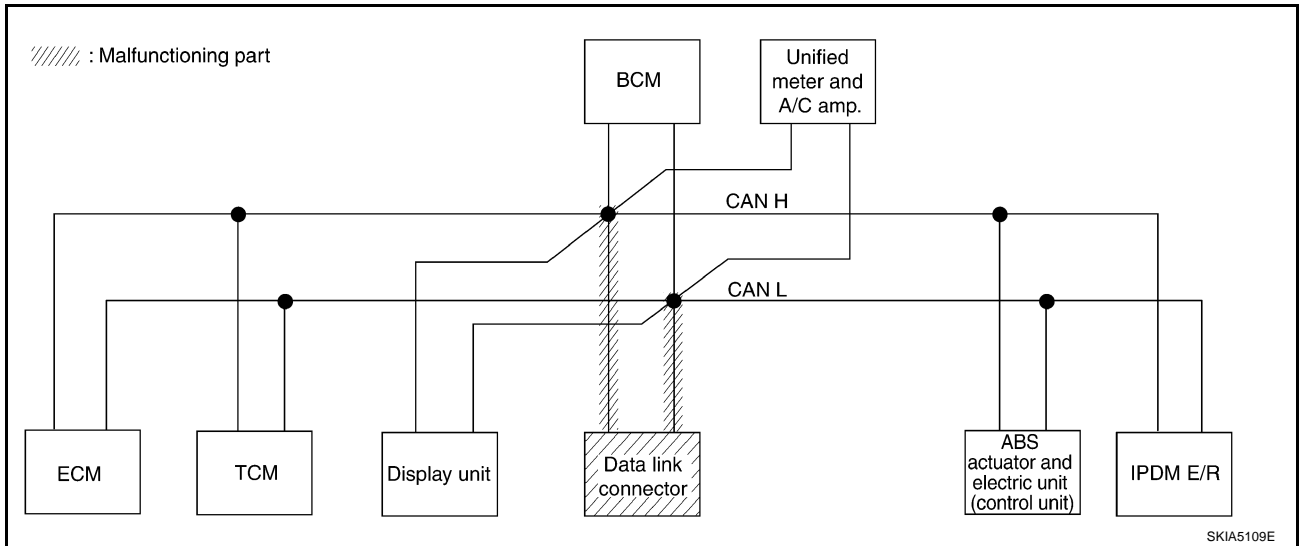 : Malfunctioning part
BCM
Unified
meter and
A/C amp.
CAN H
CAN L
ECM
TCM
Display unit
Data link
connector
ABS
actuator and
electric unit
(control unit)
IPDM E/R
SKIA5109E